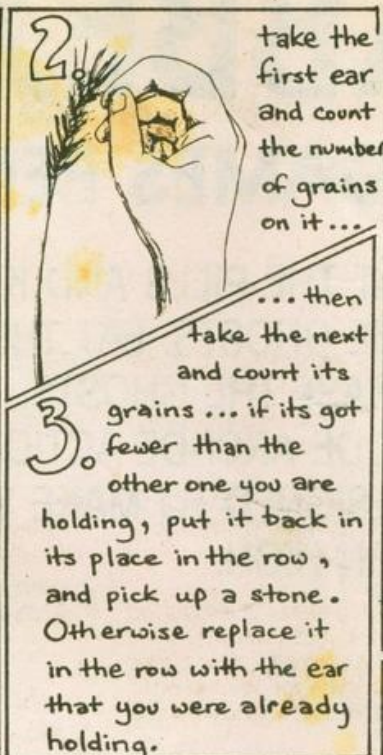 2.
take the
first ear
and count
the number
of grains
on it...
... then
take the next
and count its
3.
grains ... if its got
fewer than the
other one you are
holding, put it back in
its place in the row,
and pick up a stone.
Otherwise replace it
in the row with the ear
that you were already
holding.